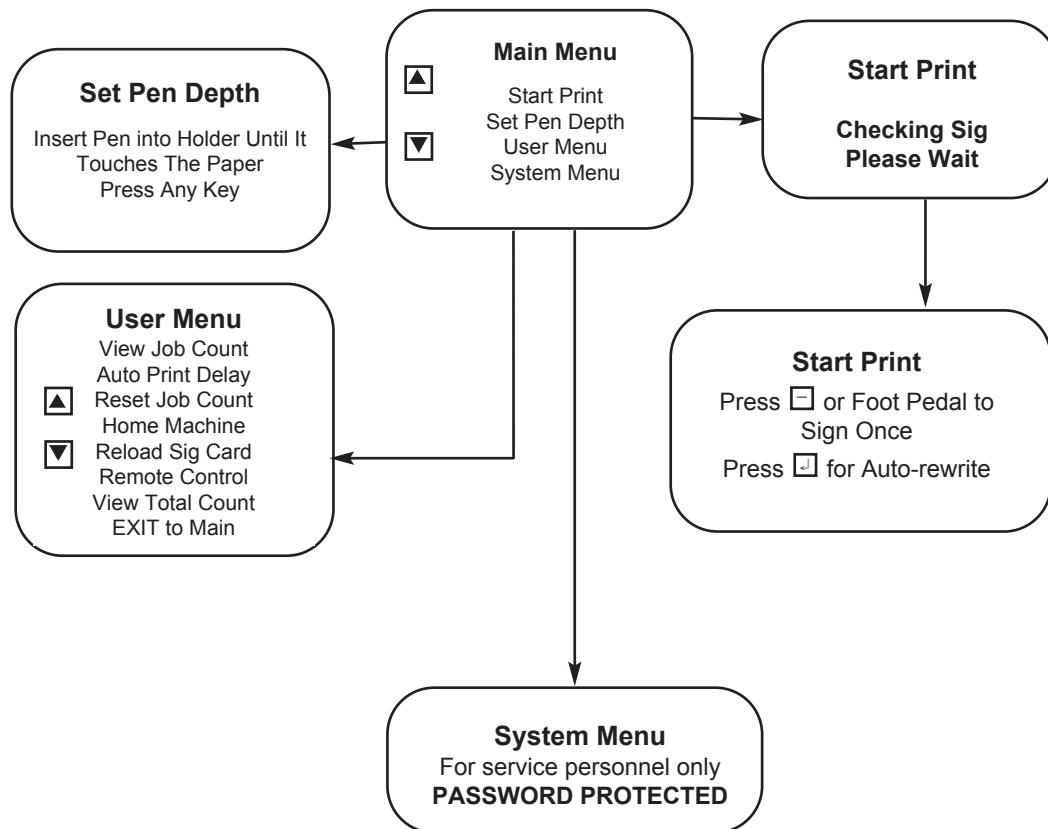 Main Menu
Start Print
Set Pen Depth
User Menu
System Menu
Set Pen Depth
Insert Pen into Holder Until It
Touches The Paper
Press Any Key
Start Print
Checking Sig
Please Wait
User Menu
View Job Count
Auto Print Delay
Reset Job Count
Home Machine
Reload Sig Card
Remote Control
View Total Count
EXIT to Main
Start Print
Press - or Foot Pedal to
Sign Once
Press ↵ for Auto-rewrite
System Menu
For service personnel only
PASSWORD PROTECTED